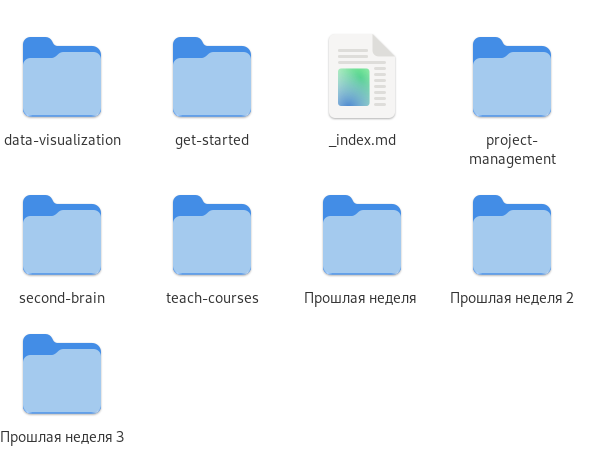 data-visualization
get-started
_index.md
project-
management
second-brain
teach-courses
Прошлая неделя
Прошлая неделя 2
Прошлая неделя 3